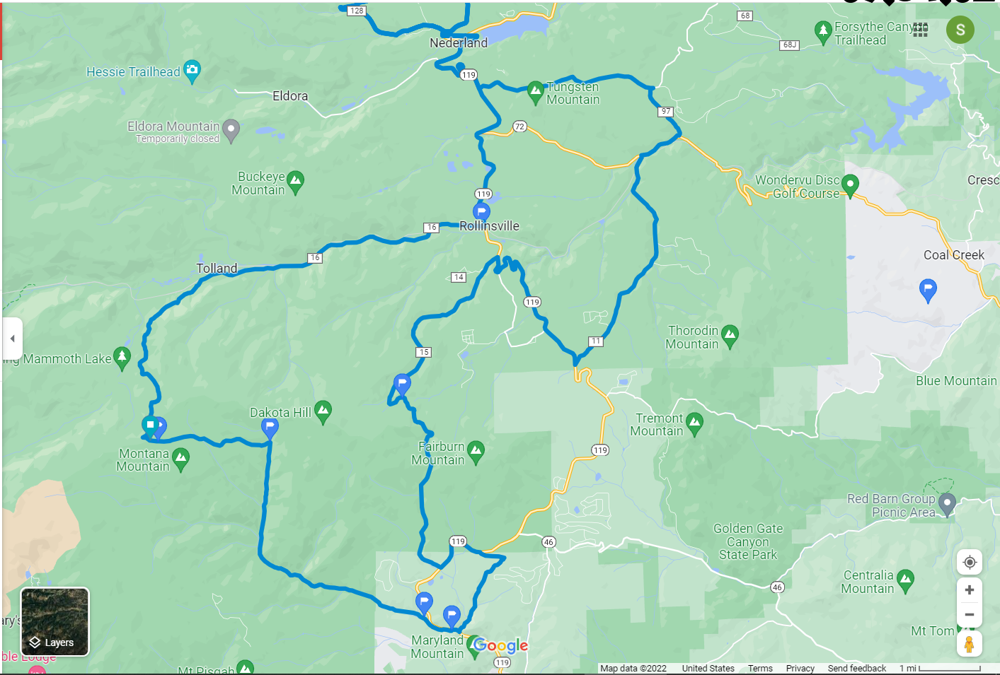 128
68
Forsythe Canyon
Trailhead
S
68J
Nederland
Hessie Trailhead
119
Tungsten
Mountain
Eldora
97
Eldora Mountain
Temporarily closed
72
Buckeye
Mountain
Wondervu Disc
Golf Course
Cresc
119
16
Rollinsville
16
Coal Creek
Tolland
14
119
Thorodin
Mountain
11
15
ing Mammoth Lake
Blue Mountain
Dakota Hill
Tremont
Mountain
Montana
Mountain
Fairburn
Mountain
119
Red Barn Group
Picnic Area
Golden Gate
Canyon
State Park
119
46
Centralia
Mountain
46
ary's
Layers
Mt Tom
Maryland
Mountain
Google
ble Lodge
119
Mt Pisgah
Map data ©2022 United States Terms Privacy Send feedback 1 mi